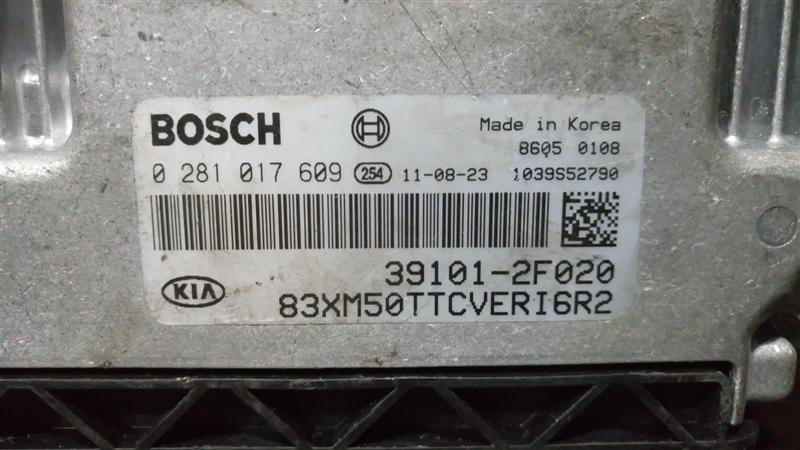 BOSCH
Made in Korea
8605 0108
0 281 017 609 254 11-08-23 1039S52790
39101-2F020
KIA
83XM50TTCVERI6R2